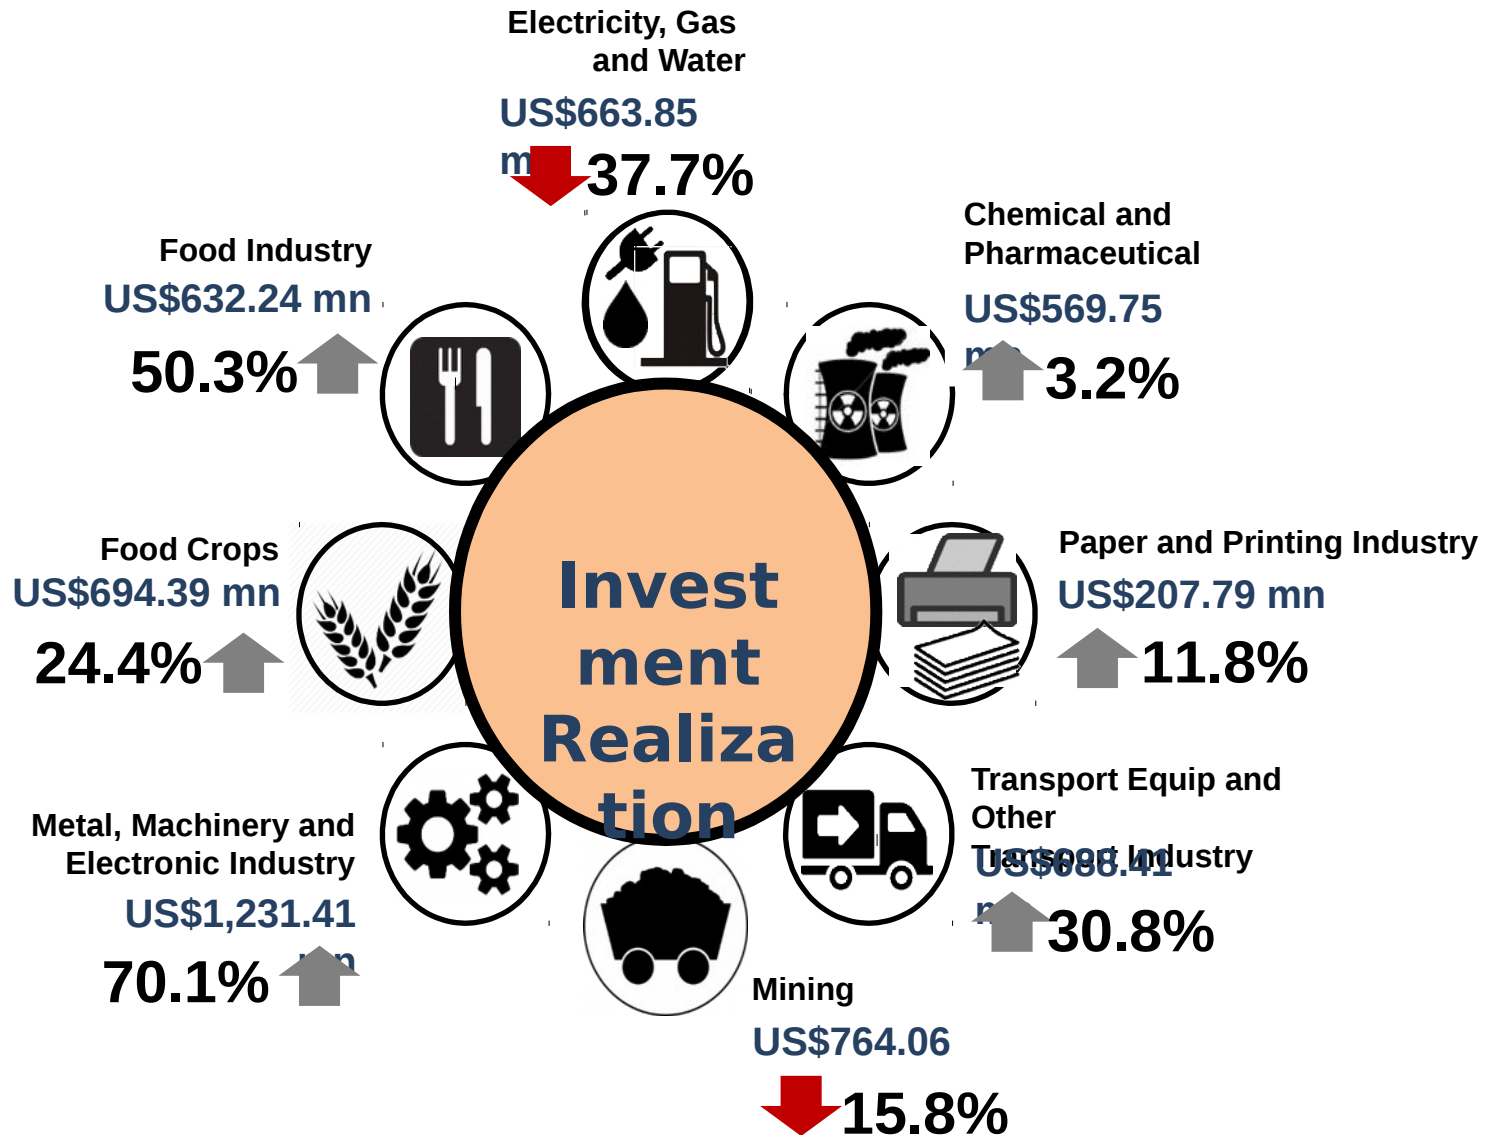 Electricity, Gas
and Water
US$663.85
37.7%
Chemical and
Pharmaceutical
US$569.75
3.2%
Food Industry
US$632.24 mn
50.3%
Food Crops
US$694.39 mn
24.4%
Paper and Printing Industry
US$207.79 mn
11.8%
Invest
ment
Realiza
tion
Metal, Machinery and
Electronic Industry
US$1,231.41
70.1%
Transport Equip and
Other
Transport Industry
US$688.41
30.8%
Mining
US$764.06
15.8%